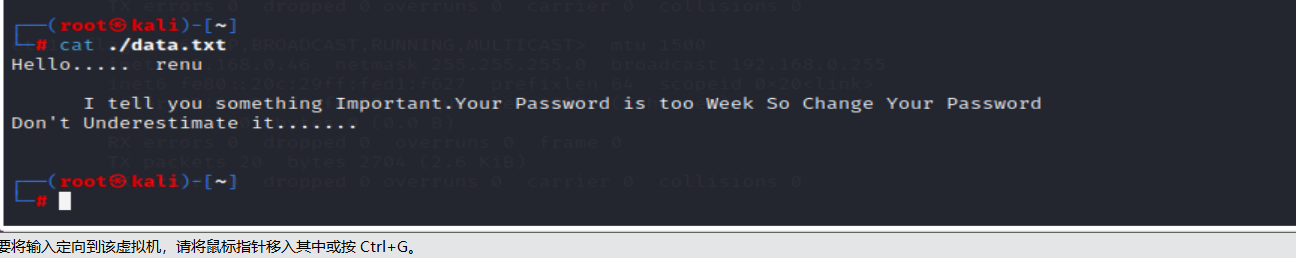 ┌──(root㉿kali)-[~]
└─# cat ./data.txt
Hello.....  renu

      I tell you something Important.Your Password is too Week So Change Your Password
Don't Underestimate it.......

┌──(root㉿kali)-[~]
└─#
要将输入定向到该虚拟机，请将鼠标指针移入其中或按 Ctrl+G。